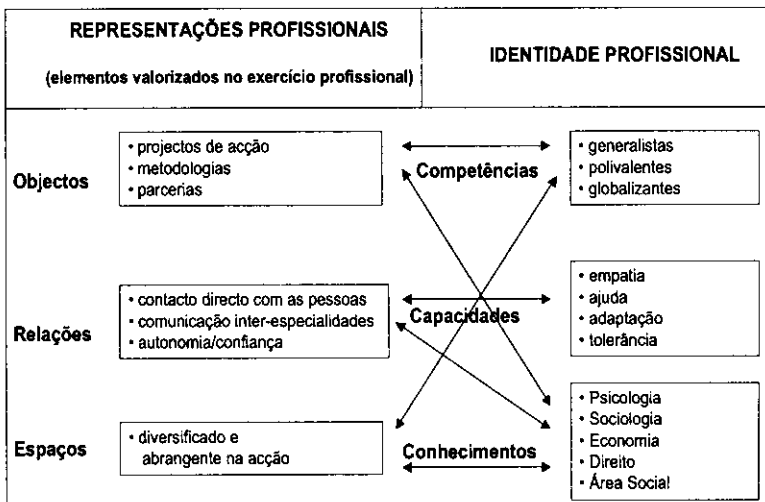 REPRESENTAÇÕES PROFISSIONAIS
(elementos valorizados no exercício profissional)
IDENTIDADE PROFISSIONAL
Objectos
• projectos de acção
• metodologias
• parcerias
Competências
• generalistas
• polivalentes
• globalizantes
Relações
• contacto directo com as pessoas
• comunicação inter-especialidades
• autonomia/confiança
Capacidades
• empatia
• ajuda
• adaptação
• tolerância
Espaços
• diversificado e
abrangente na acção
Conhecimentos
• Psicologia
• Sociologia
• Economia
• Direito
• Área Social